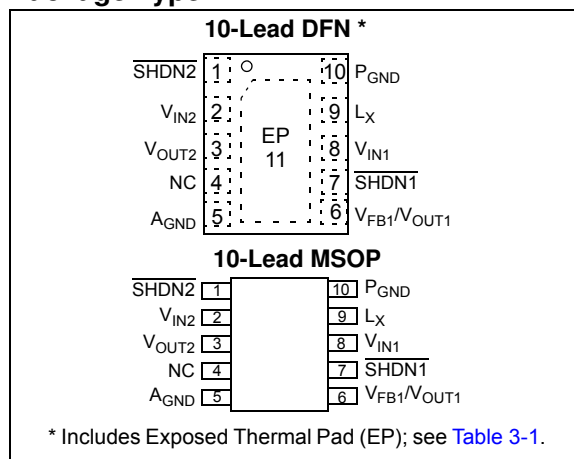 10-Lead DFN *
SHDN2 1 10 PGND
VIN2 2 9 LX
VOUT2 3 EP 11 8 VIN1
NC 4 7 SHDN1
AGND 5 6 VFB1/VOUT1
10-Lead MSOP
SHDN2 1 10 PGND
VIN2 2 9 LX
VOUT2 3 8 VIN1
NC 4 7 SHDN1
AGND 5 6 VFB1/VOUT1
* Includes Exposed Thermal Pad (EP); see Table 3-1.